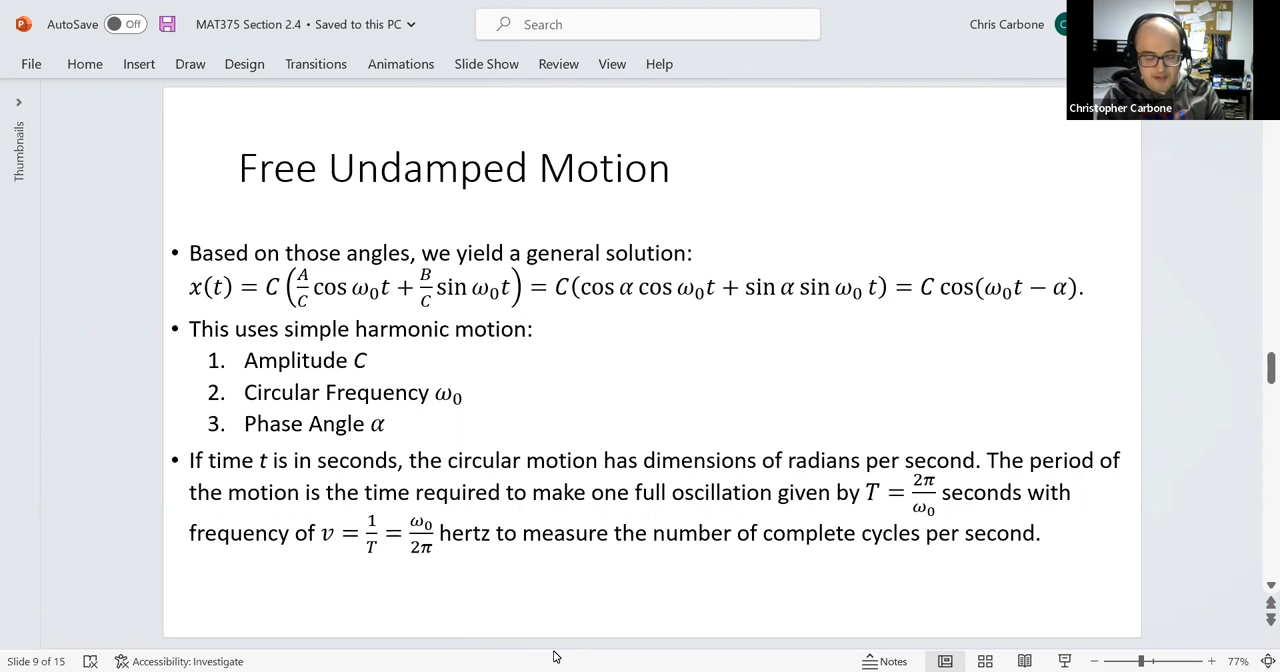 AutoSave Off MAT375 Section 2.4 • Saved to this PC Search Chris Carbone
File Home Insert Draw Design Transitions Animations Slide Show Review View Help
Christopher Carbone
Thumbnails
Free Undamped Motion
• Based on those angles, we yield a general solution:
x(t) = C(A/C cos ω₀t + B/C sin ω₀t) = C(cos α cos ω₀t + sin α sin ω₀ t) = C cos(ω₀t − α).
• This uses simple harmonic motion:
1. Amplitude C
2. Circular Frequency ω₀
3. Phase Angle α
• If time t is in seconds, the circular motion has dimensions of radians per second. The period of
the motion is the time required to make one full oscillation given by T = 2π/ω₀ seconds with
frequency of v = 1/T = ω₀/2π hertz to measure the number of complete cycles per second.
Slide 9 of 15 Accessibility: Investigate Notes 77%